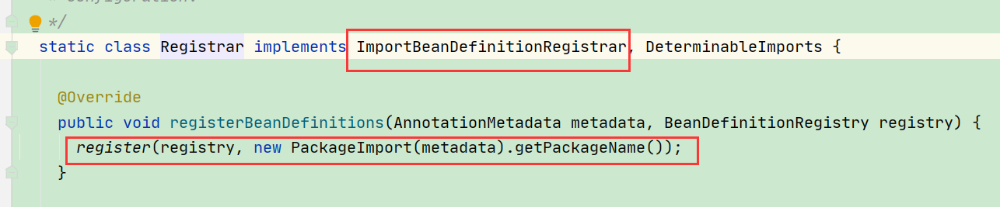 */
static class Registrar implements ImportBeanDefinitionRegistrar, DeterminableImports {
@Override
public void registerBeanDefinitions(AnnotationMetadata metadata, BeanDefinitionRegistry registry) {
register(registry, new PackageImport(metadata).getPackageName());
}